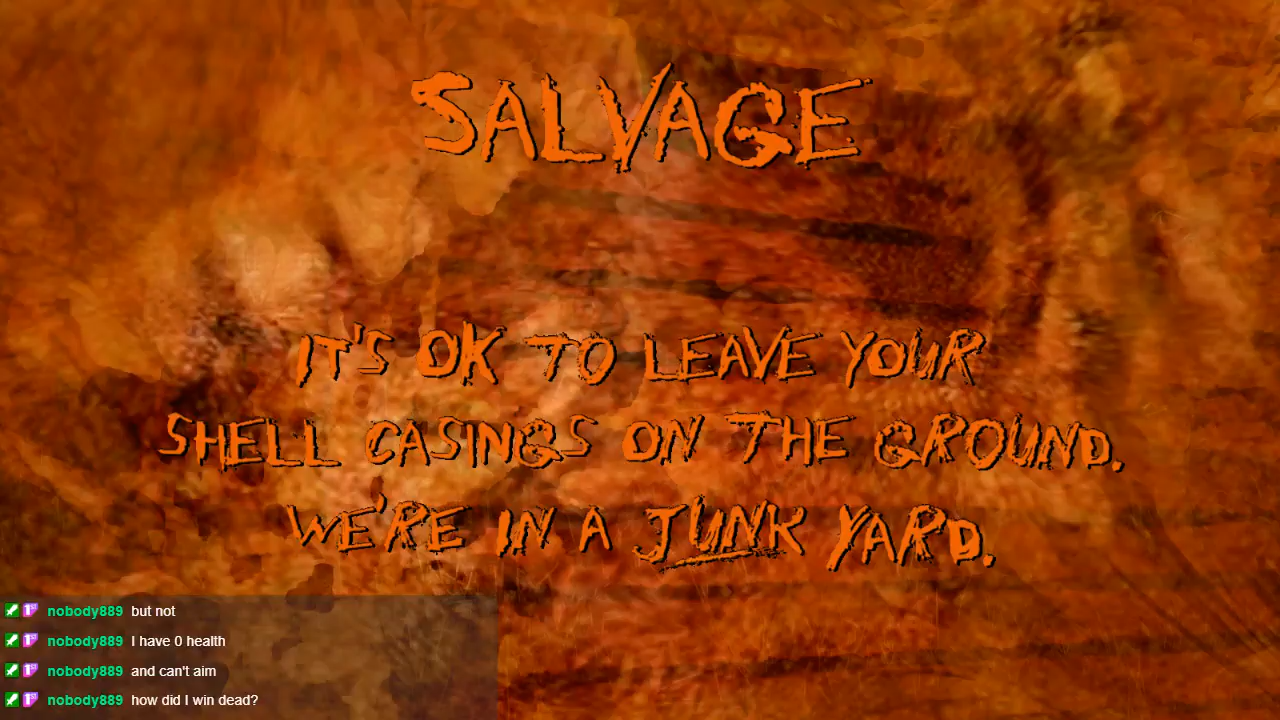 SALVAGE
IT'S OK TO LEAVE YOUR
SHELL CASINGS ON THE GROUND.
WE'RE IN A JUNK YARD.
nobody889 but not
nobody889 I have 0 health
nobody889 and can't aim
nobody889 how did I win dead?